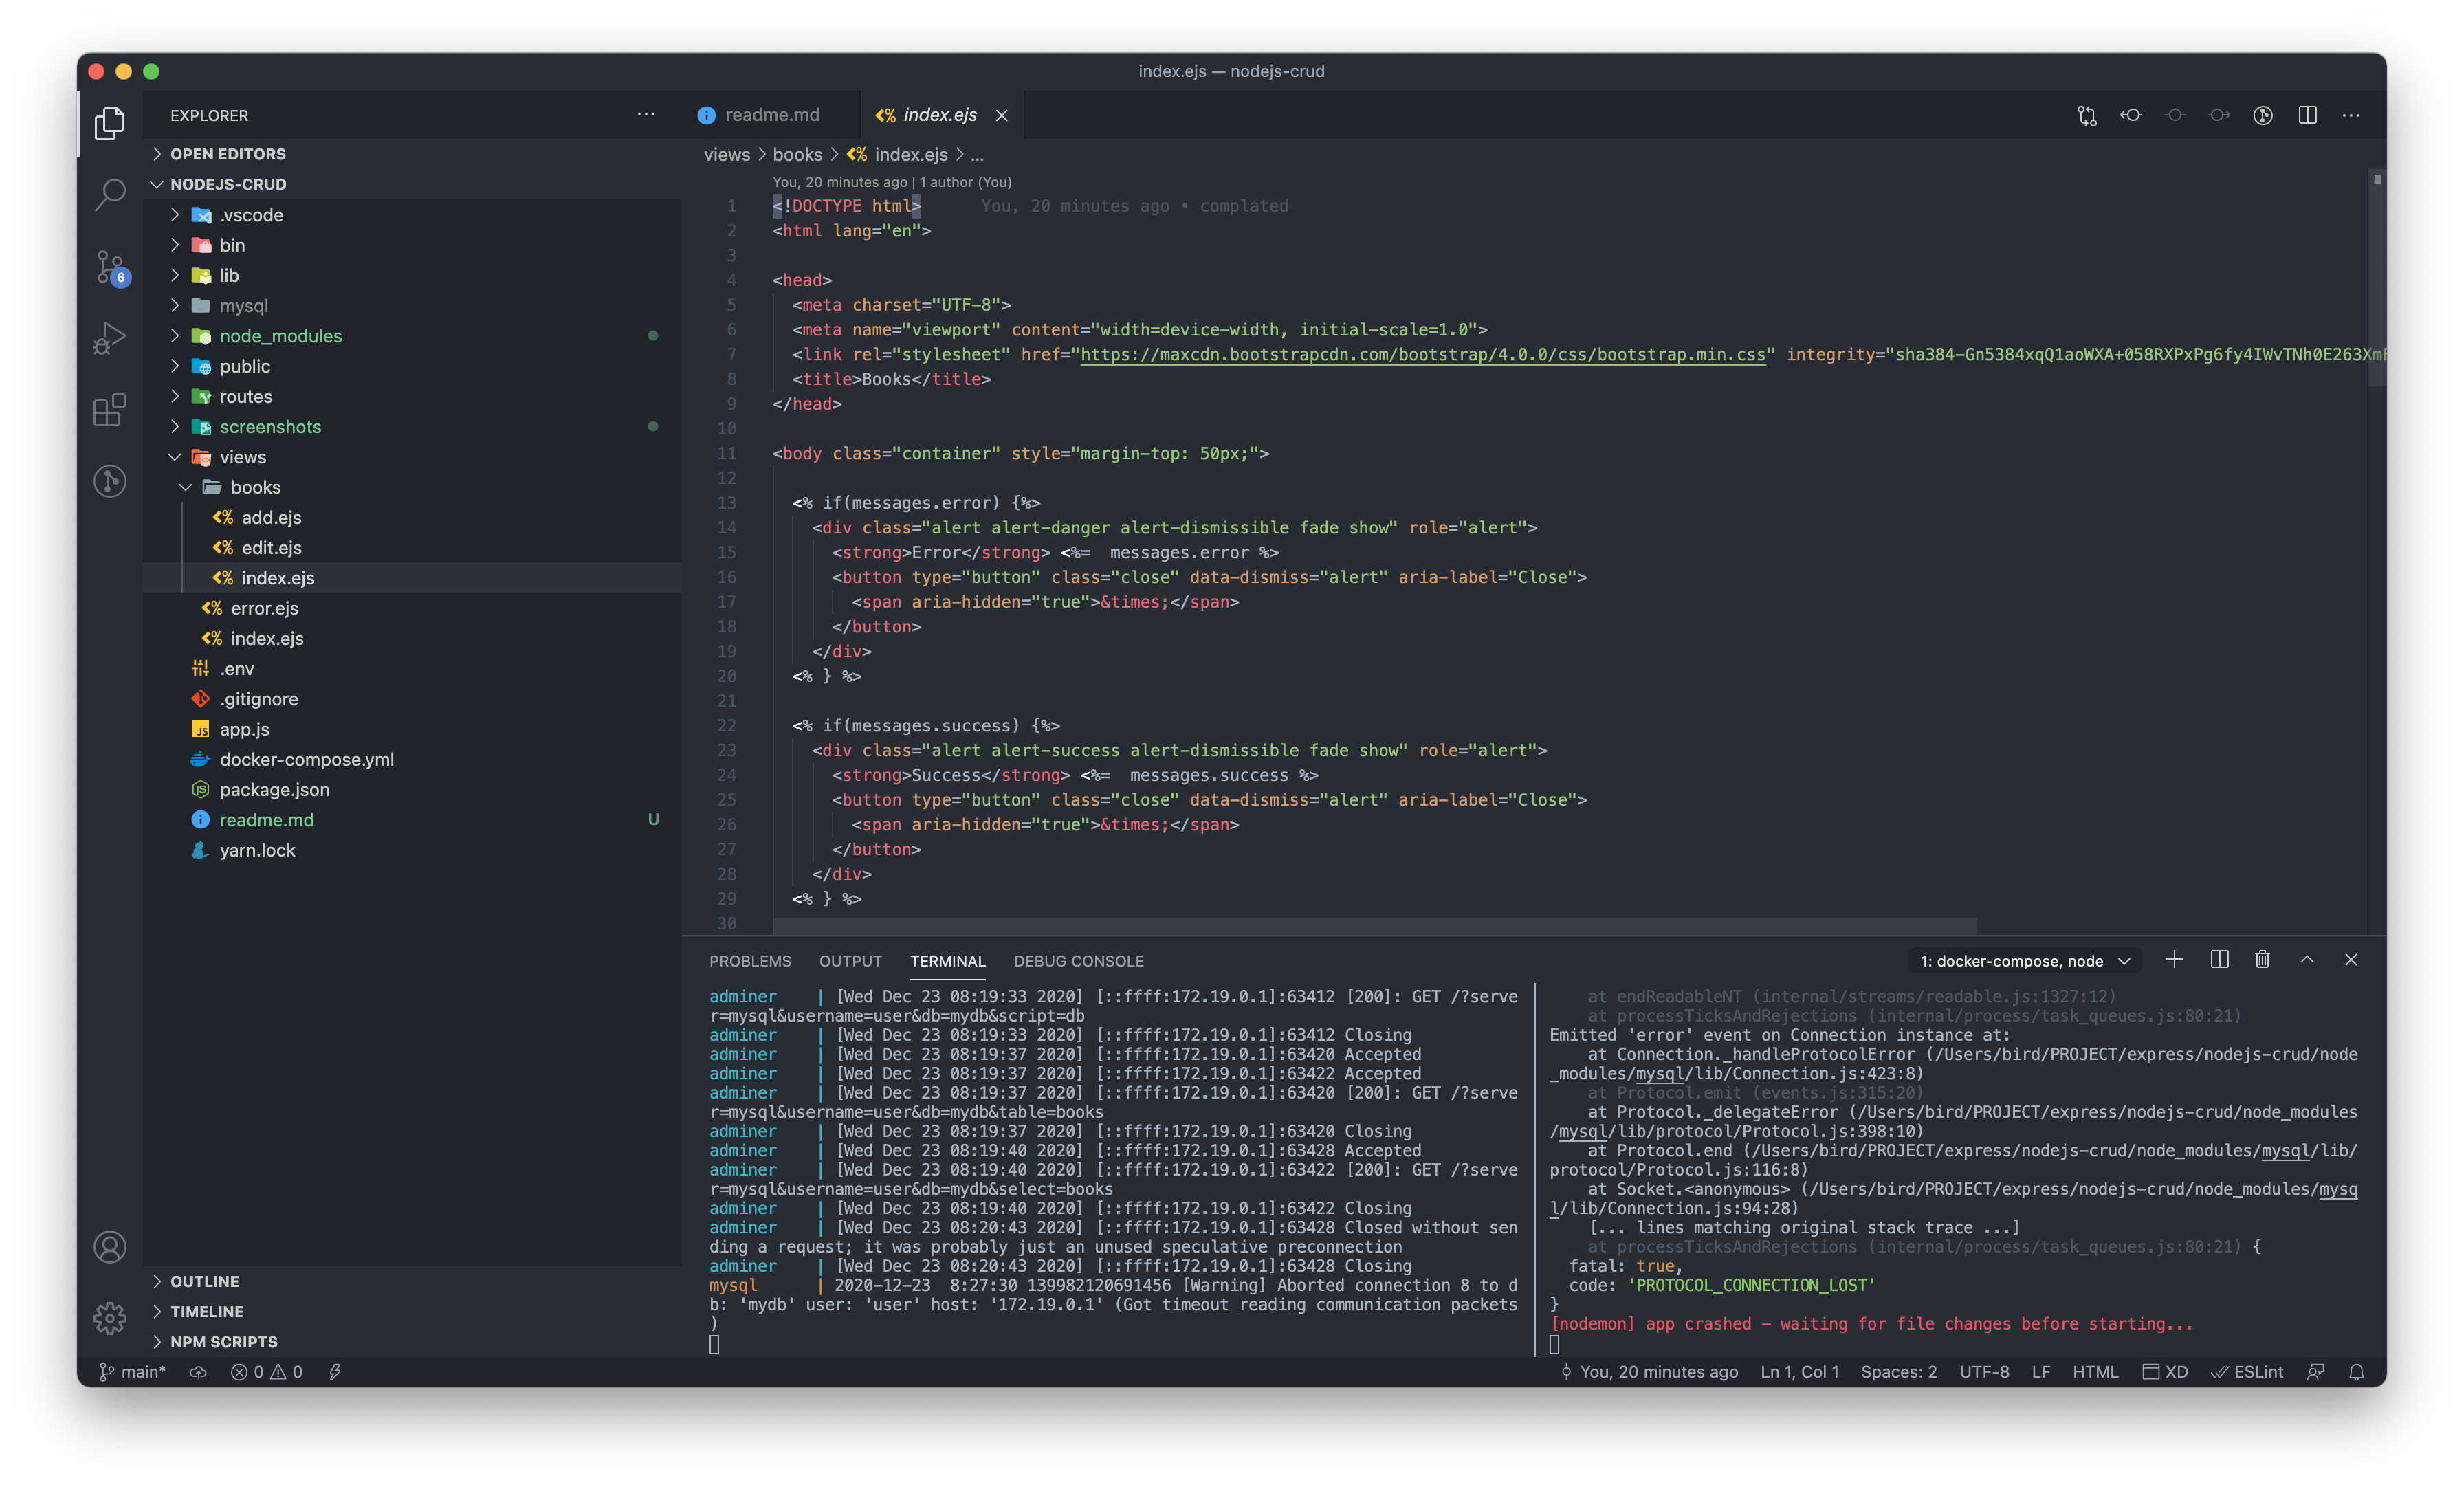 index.ejs — nodejs-crud
EXPLORER
OPEN EDITORS
NODEJS-CRUD
.vscode
bin
lib
mysql
node_modules
public
routes
screenshots
views
books
add.ejs
edit.ejs
index.ejs
error.ejs
index.ejs
.env
.gitignore
app.js
docker-compose.yml
package.json
readme.md U
yarn.lock
OUTLINE
TIMELINE
NPM SCRIPTS
6
readme.md
index.ejs
views > books > index.ejs > ...
You, 20 minutes ago | 1 author (You)
1 <!DOCTYPE html> You, 20 minutes ago • complated
2 <html lang="en">
3
4 <head>
5 <meta charset="UTF-8">
6 <meta name="viewport" content="width=device-width, initial-scale=1.0">
7 <link rel="stylesheet" href="https://maxcdn.bootstrapcdn.com/bootstrap/4.0.0/css/bootstrap.min.css" integrity="sha384-Gn5384xqQ1aoWXA+058RXPxPg6fy4IWvTNh0E263Xm
8 <title>Books</title>
9 </head>
10
11 <body class="container" style="margin-top: 50px;">
12
13 <% if(messages.error) {%>
14 <div class="alert alert-danger alert-dismissible fade show" role="alert">
15 <strong>Error</strong> <%=  messages.error %>
16 <button type="button" class="close" data-dismiss="alert" aria-label="Close">
17 <span aria-hidden="true">&times;</span>
18 </button>
19 </div>
20 <% } %>
21
22 <% if(messages.success) {%>
23 <div class="alert alert-success alert-dismissible fade show" role="alert">
24 <strong>Success</strong> <%=  messages.success %>
25 <button type="button" class="close" data-dismiss="alert" aria-label="Close">
26 <span aria-hidden="true">&times;</span>
27 </button>
28 </div>
29 <% } %>
30
PROBLEMS OUTPUT TERMINAL DEBUG CONSOLE
1: docker-compose, node
adminer | [Wed Dec 23 08:19:33 2020] [::ffff:172.19.0.1]:63412 [200]: GET /?serve
r=mysql&username=user&db=mydb&script=db
adminer | [Wed Dec 23 08:19:33 2020] [::ffff:172.19.0.1]:63412 Closing
adminer | [Wed Dec 23 08:19:37 2020] [::ffff:172.19.0.1]:63420 Accepted
adminer | [Wed Dec 23 08:19:37 2020] [::ffff:172.19.0.1]:63422 Accepted
adminer | [Wed Dec 23 08:19:37 2020] [::ffff:172.19.0.1]:63420 [200]: GET /?serve
r=mysql&username=user&db=mydb&table=books
adminer | [Wed Dec 23 08:19:37 2020] [::ffff:172.19.0.1]:63420 Closing
adminer | [Wed Dec 23 08:19:40 2020] [::ffff:172.19.0.1]:63428 Accepted
adminer | [Wed Dec 23 08:19:40 2020] [::ffff:172.19.0.1]:63422 [200]: GET /?serve
r=mysql&username=user&db=mydb&select=books
adminer | [Wed Dec 23 08:19:40 2020] [::ffff:172.19.0.1]:63422 Closing
adminer | [Wed Dec 23 08:20:43 2020] [::ffff:172.19.0.1]:63428 Closed without sen
ding a request; it was probably just an unused speculative preconnection
adminer | [Wed Dec 23 08:20:43 2020] [::ffff:172.19.0.1]:63428 Closing
mysql | 2020-12-23  8:27:30 139982120691456 [Warning] Aborted connection 8 to d
b: 'mydb' user: 'user' host: '172.19.0.1' (Got timeout reading communication packets
)
at endReadableNT (internal/streams/readable.js:1327:12)
at processTicksAndRejections (internal/process/task_queues.js:80:21)
Emitted 'error' event on Connection instance at:
at Connection._handleProtocolError (/Users/bird/PROJECT/express/nodejs-crud/node
_modules/mysql/lib/Connection.js:423:8)
at Protocol.emit (events.js:315:20)
at Protocol._delegateError (/Users/bird/PROJECT/express/nodejs-crud/node_modules
/mysql/lib/protocol/Protocol.js:398:10)
at Protocol.end (/Users/bird/PROJECT/express/nodejs-crud/node_modules/mysql/lib/
protocol/Protocol.js:116:8)
at Socket.<anonymous> (/Users/bird/PROJECT/express/nodejs-crud/node_modules/mysq
l/lib/Connection.js:94:28)
[... lines matching original stack trace ...]
at processTicksAndRejections (internal/process/task_queues.js:80:21) {
fatal: true,
code: 'PROTOCOL_CONNECTION_LOST'
}
[nodemon] app crashed – waiting for file changes before starting...
main* 0 0 You, 20 minutes ago Ln 1, Col 1 Spaces: 2 UTF-8 LF HTML XD ESLint